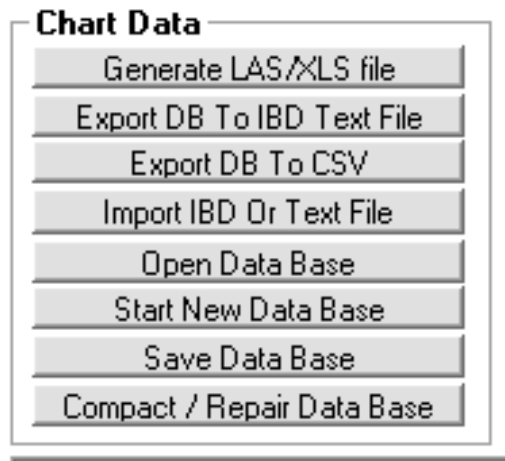 Chart Data
Generate LAS/XLS file
Export DB To IBD Text File
Export DB To CSV
Import IBD Or Text File
Open Data Base
Start New Data Base
Save Data Base
Compact / Repair Data Base